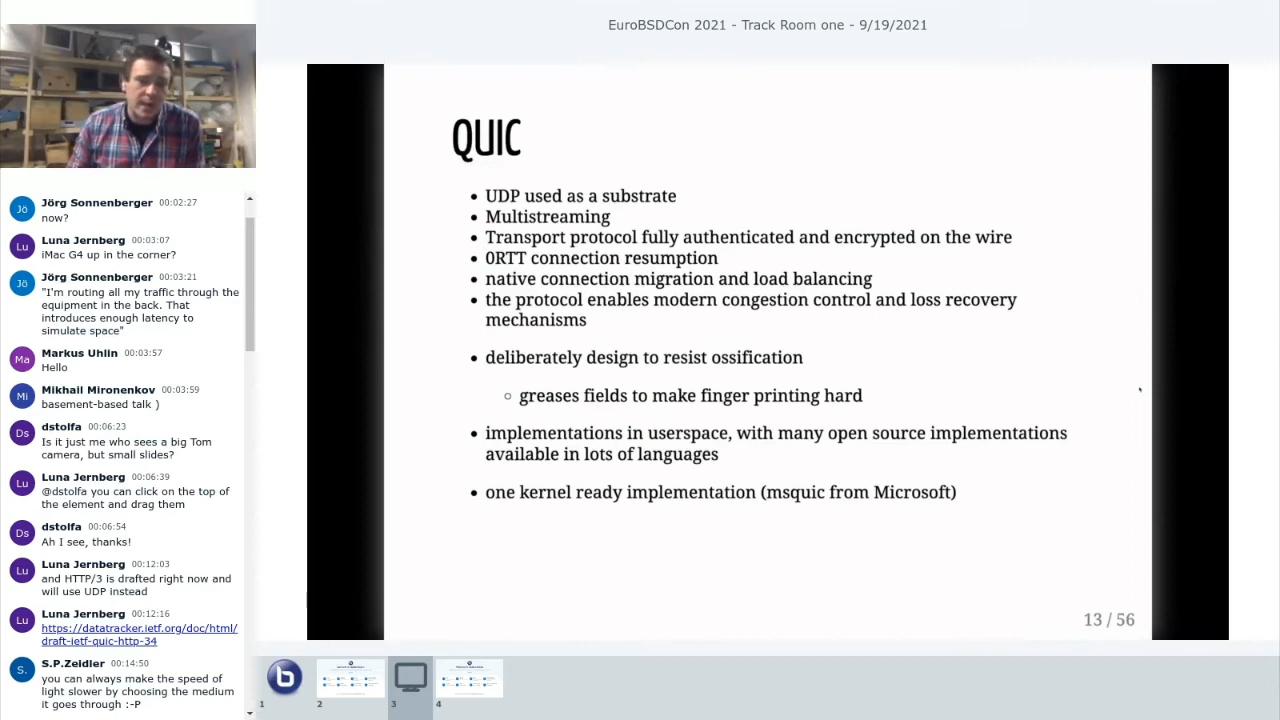 EuroBSDCon 2021 - Track Room one - 9/19/2021
Jö
Jörg Sonnenberger 00:02:27
now?
Lu
Luna Jernberg 00:03:07
iMac G4 up in the corner?
Jö
Jörg Sonnenberger 00:03:21
"I'm routing all my traffic through the
equipment in the back. That
introduces enough latency to
simulate space"
Ma
Markus Uhlin 00:03:57
Hello
Mi
Mikhail Mironenkov 00:03:59
basement-based talk )
Ds
dstolfa 00:06:23
Is it just me who sees a big Tom
camera, but small slides?
Lu
Luna Jernberg 00:06:39
@dstolfa you can click on the top of
the element and drag them
Ds
dstolfa 00:06:54
Ah I see, thanks!
Lu
Luna Jernberg 00:12:03
and HTTP/3 is drafted right now and
will use UDP instead
Lu
Luna Jernberg 00:12:16
https://datatracker.ietf.org/doc/html/
draft-ietf-quic-http-34
S.
S.P.Zeidler 00:14:50
you can always make the speed of
light slower by choosing the medium
it goes through :-P
QUIC
• UDP used as a substrate
• Multistreaming
• Transport protocol fully authenticated and encrypted on the wire
• 0RTT connection resumption
• native connection migration and load balancing
• the protocol enables modern congestion control and loss recovery
mechanisms
• deliberately design to resist ossification
◦ greases fields to make finger printing hard
• implementations in userspace, with many open source implementations
available in lots of languages
• one kernel ready implementation (msquic from Microsoft)
13 / 56
b
1
2
3
4